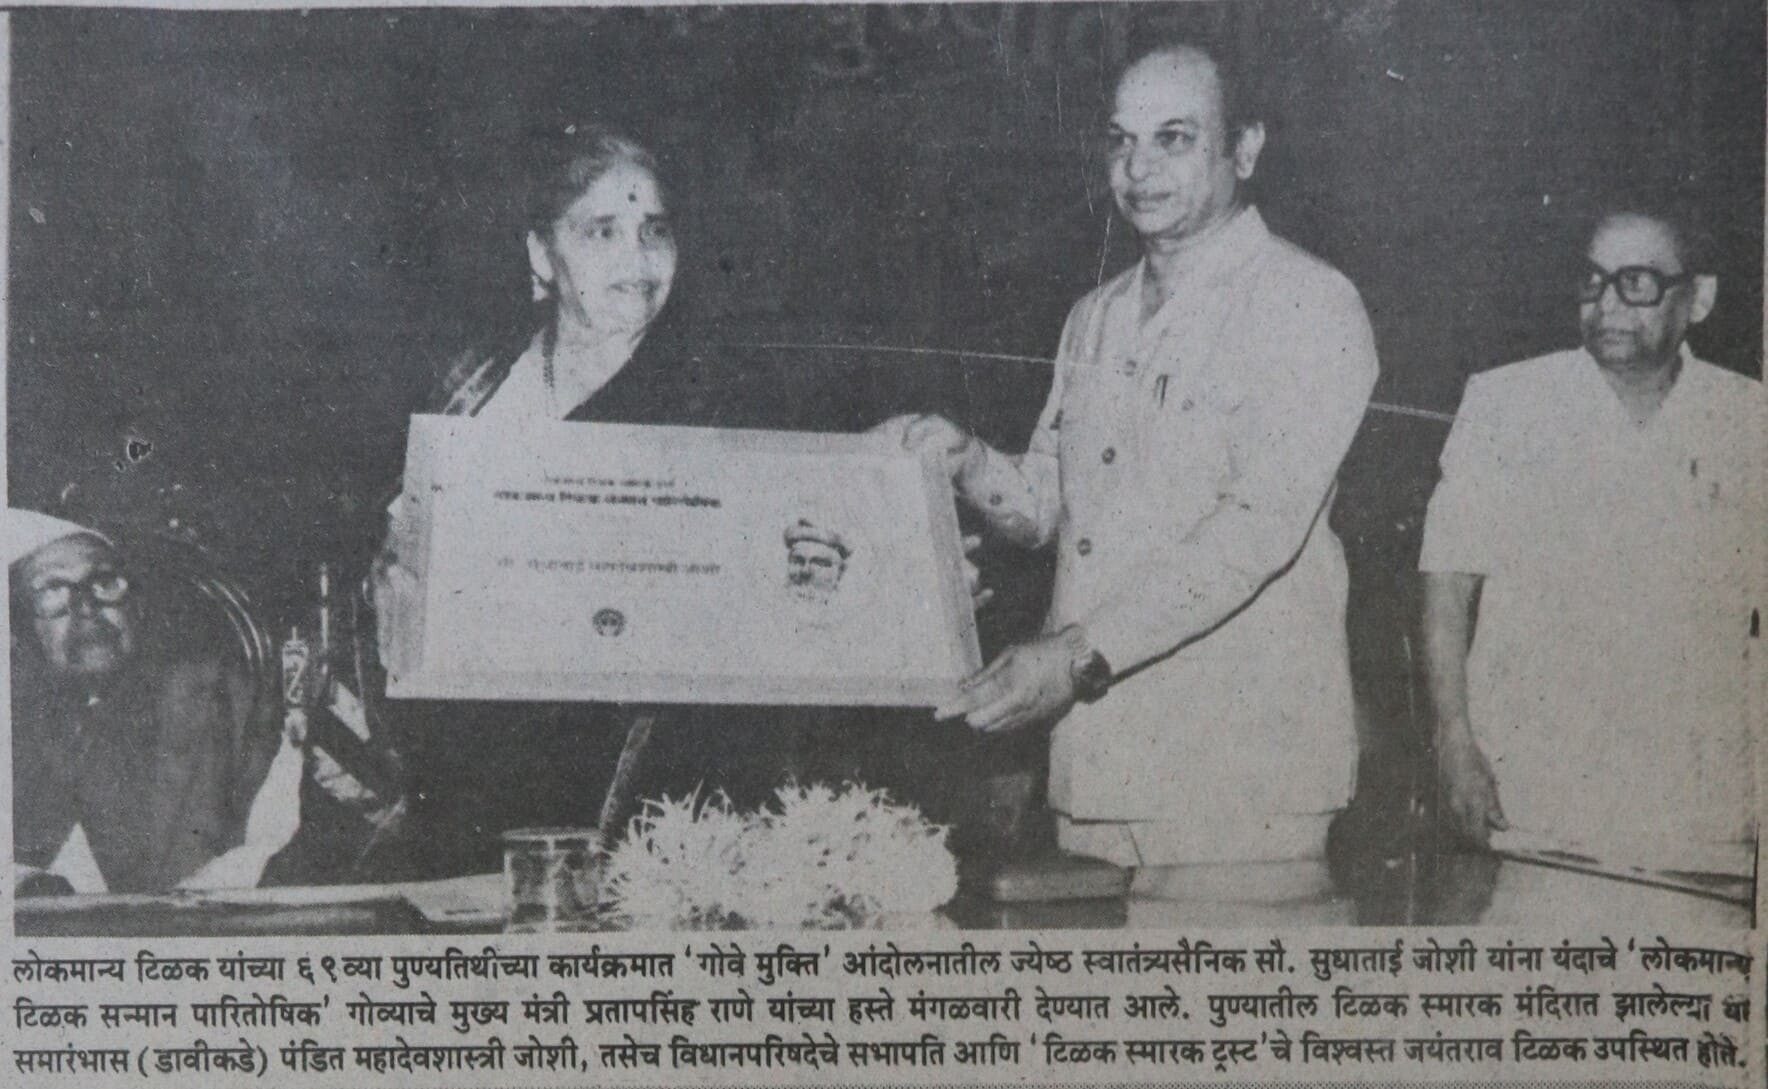 लोकमान्य टिळक यांच्या ६९व्या पुण्यतिथीच्या कार्यक्रमात 'गोवे मुक्ति' आंदोलनातील ज्येष्ठ स्वातंत्र्यसैनिक सौ. सुधाताई जोशी यांना यंदाचे 'लोकमान्य
टिळक सन्मान पारितोषिक' गोव्याचे मुख्य मंत्री प्रतापसिंह राणे यांच्या हस्ते मंगळवारी देण्यात आले. पुण्यातील टिळक स्मारक मंदिरात झालेल्या या
समारंभास (डावीकडे) पंडित महादेवशास्त्री जोशी, तसेच विधानपरिषदेचे सभापति आणि 'टिळक स्मारक ट्रस्ट'चे विश्वस्त जयंतराव टिळक उपस्थित होते.